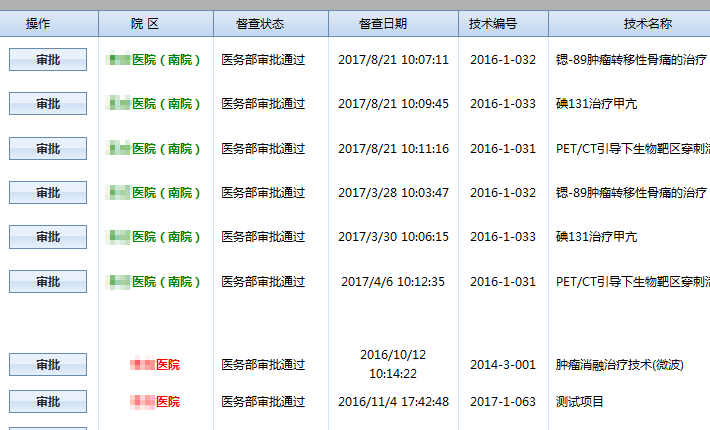 操作 院 区 督查状态 督查日期 技术编号 技术名称
审批 医院（南院） 医务部审批通过 2017/8/21 10:07:11 2016-1-032 锶-89肿瘤转移性骨痛的治疗
审批 医院（南院） 医务部审批通过 2017/8/21 10:09:45 2016-1-033 碘131治疗甲亢
审批 医院（南院） 医务部审批通过 2017/8/21 10:11:16 2016-1-031 PET/CT引导下生物靶区穿刺
审批 医院（南院） 医务部审批通过 2017/3/28 10:03:47 2016-1-032 锶-89肿瘤转移性骨痛的治疗
审批 医院（南院） 医务部审批通过 2017/3/30 10:06:15 2016-1-033 碘131治疗甲亢
审批 医院（南院） 医务部审批通过 2017/4/6 10:12:35 2016-1-031 PET/CT引导下生物靶区穿刺
审批 医院 医务部审批通过 2016/10/12 10:14:22 2014-3-001 肿瘤消融治疗技术(微波)
审批 医院 医务部审批通过 2016/11/4 17:42:48 2017-1-063 测试项目